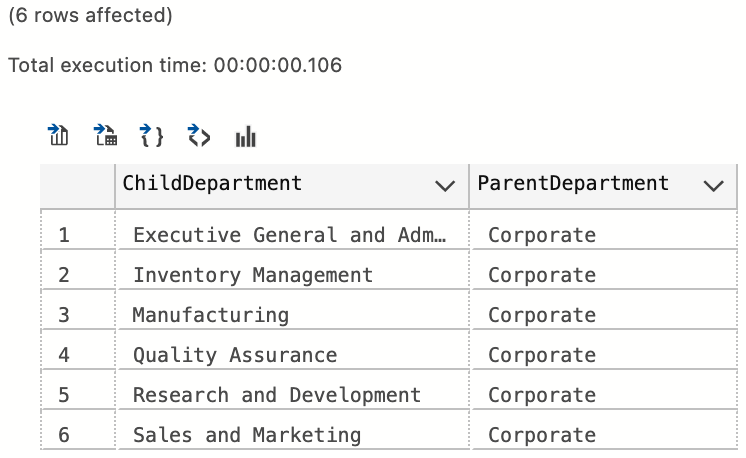 (6 rows affected)
Total execution time: 00:00:00.106
ChildDepartment ParentDepartment
1 Executive General and Adm… Corporate
2 Inventory Management Corporate
3 Manufacturing Corporate
4 Quality Assurance Corporate
5 Research and Development Corporate
6 Sales and Marketing Corporate